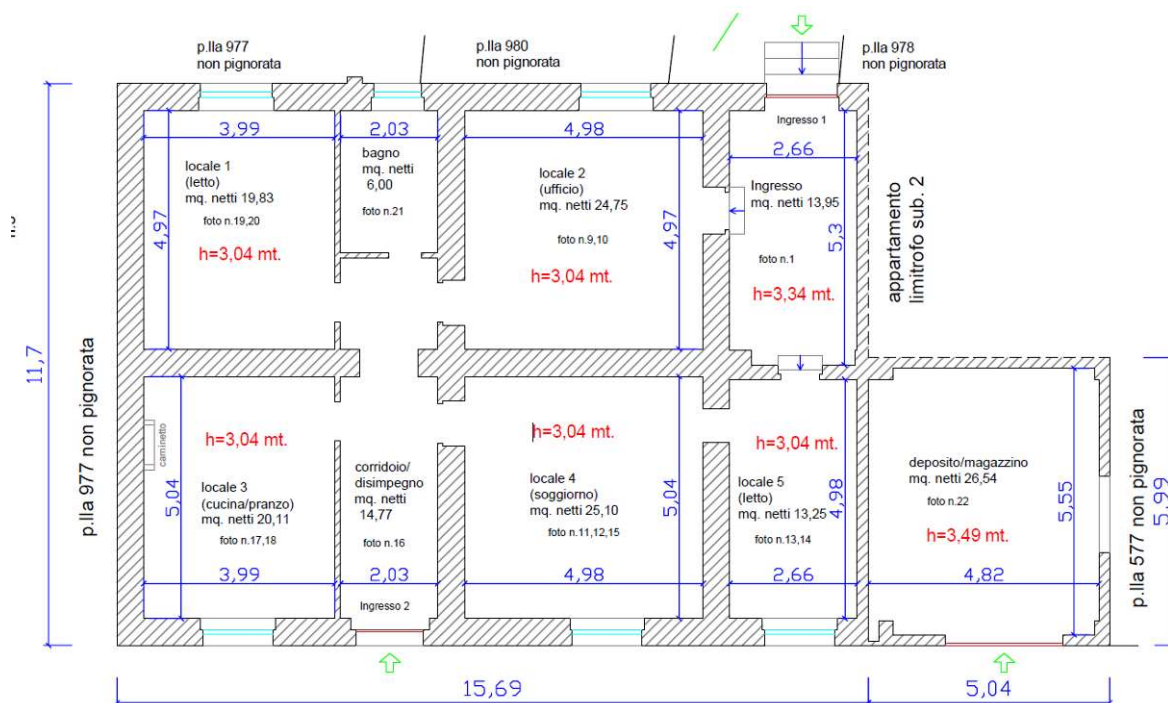 p.lla 977
non pignorata
p.lla 980
non pignorata
p.lla 978
non pignorata
3,99
2,03
4,98
Ingresso 1
2,66
locale 1
(letto)
mq. netti 19,83
foto n.19,20
h=3,04 mt.
4,97
bagno
mq. netti
6,00
foto n.21
locale 2
(ufficio)
mq. netti 24,75
foto n.9,10
h=3,04 mt.
4,97
Ingresso
mq. netti 13,95
foto n.1
h=3,34 mt.
5,3
appartamento
limitrofo sub. 2
11,7
p.lla 977 non pignorata
caminetto
h=3,04 mt.
5,04
locale 3
(cucina/pranzo)
mq. netti 20,11
foto n.17,18
3,99
corridoio/
disimpegno
mq. netti
14,77
foto n.16
2,03
Ingresso 2
h=3,04 mt.
locale 4
(soggiorno)
mq. netti 25,10
foto n.11,12,15
5,04
4,98
h=3,04 mt.
locale 5
(letto)
mq. netti 13,25
foto n.13,14
4,98
2,66
deposito/magazzino
mq. netti 26,54
foto n.22
h=3,49 mt.
5,55
4,82
p.lla 577 non pignorata
5,99
15,69
5,04